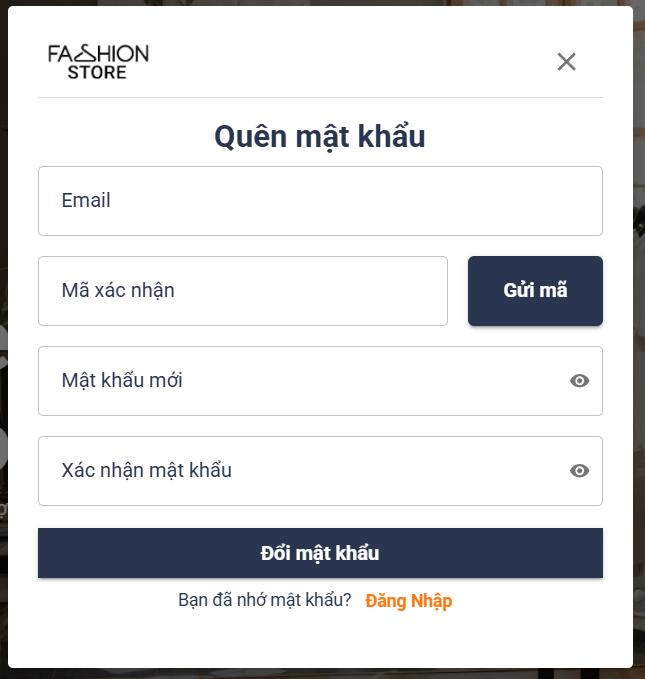 FASHION
STORE
Quên mật khẩu
Email
Mã xác nhận
Gửi mã
Mật khẩu mới
Xác nhận mật khẩu
Đổi mật khẩu
Bạn đã nhớ mật khẩu? Đăng Nhập